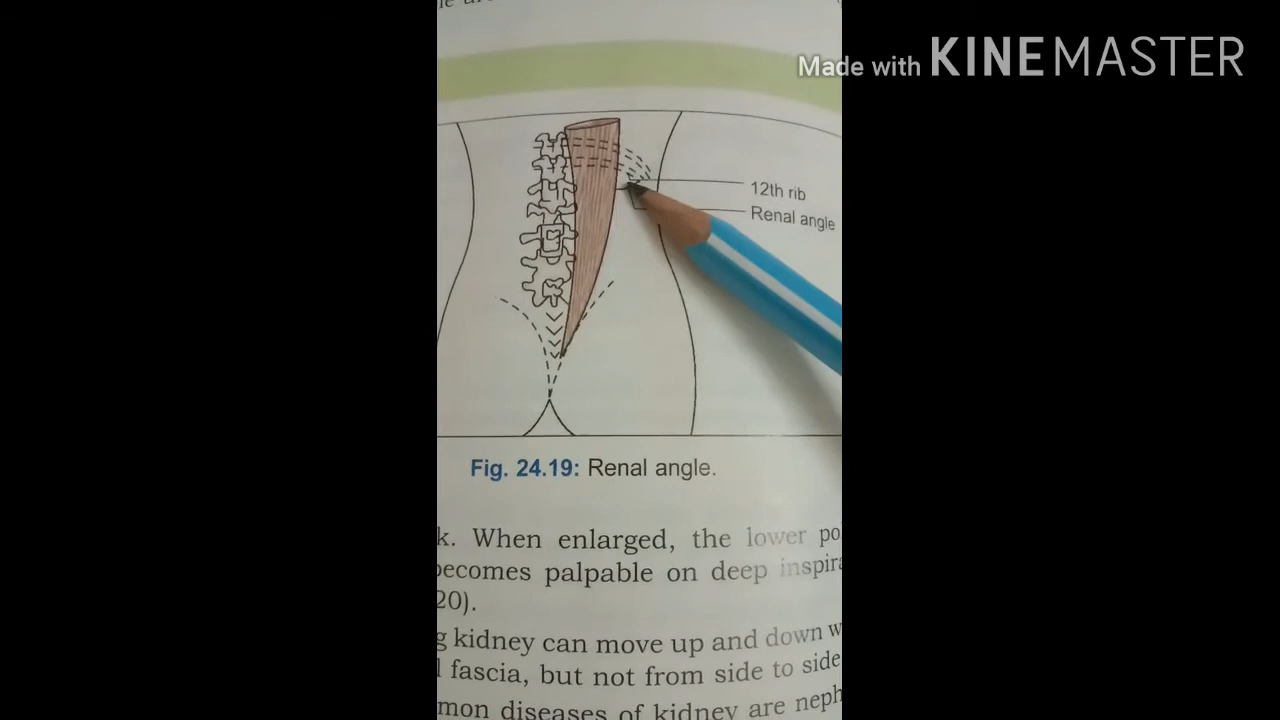 Made with KINEMASTER
12th rib
Renal angle
Fig. 24.19: Renal angle.
k. When enlarged, the lower po
becomes palpable on deep inspira
20).
g kidney can move up and down w
l fascia, but not from side to side
mon diseases of kidney are neph